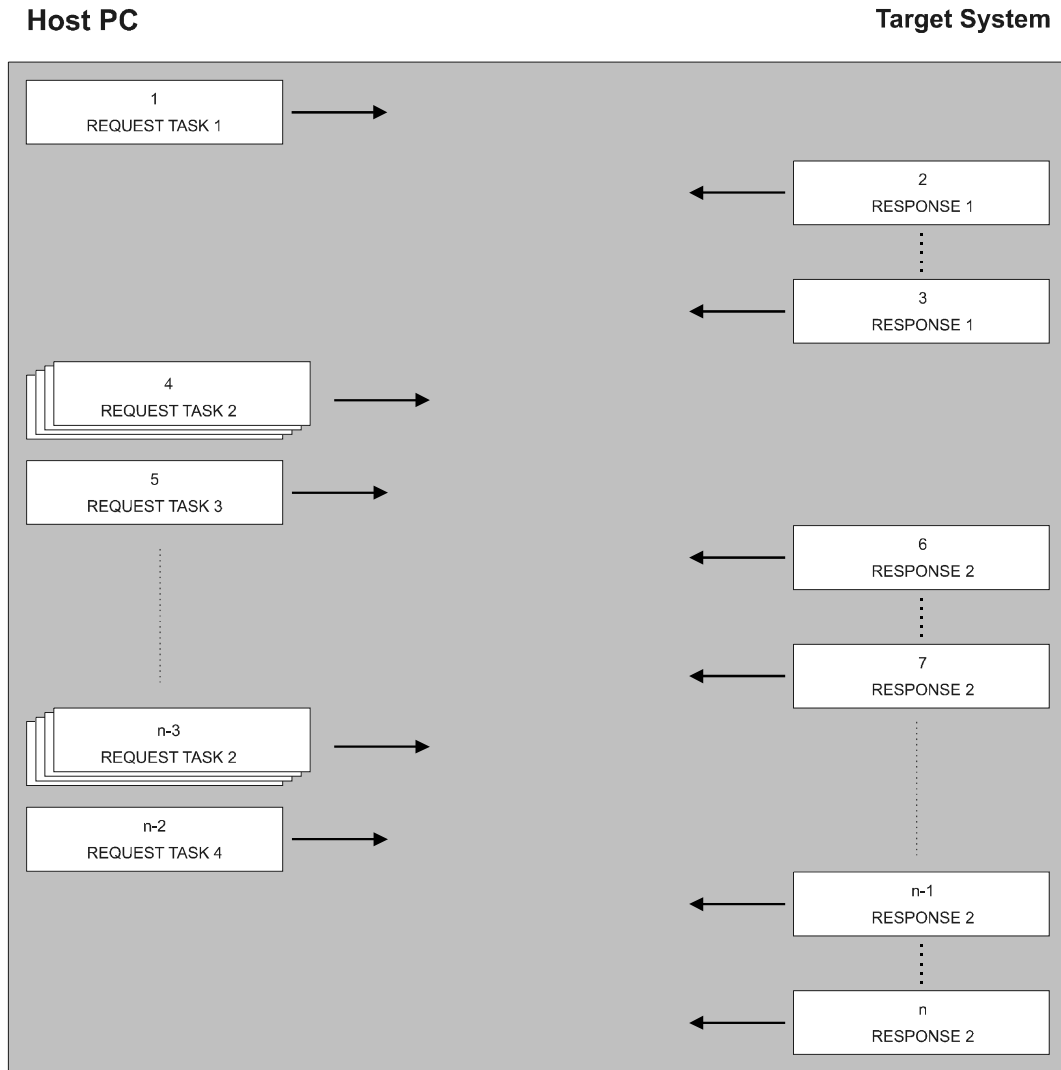 Host PC
Target System
1
REQUEST TASK 1
2
RESPONSE 1
3
RESPONSE 1
4
REQUEST TASK 2
5
REQUEST TASK 3
6
RESPONSE 2
7
RESPONSE 2
n-3
REQUEST TASK 2
n-2
REQUEST TASK 4
n-1
RESPONSE 2
n
RESPONSE 2